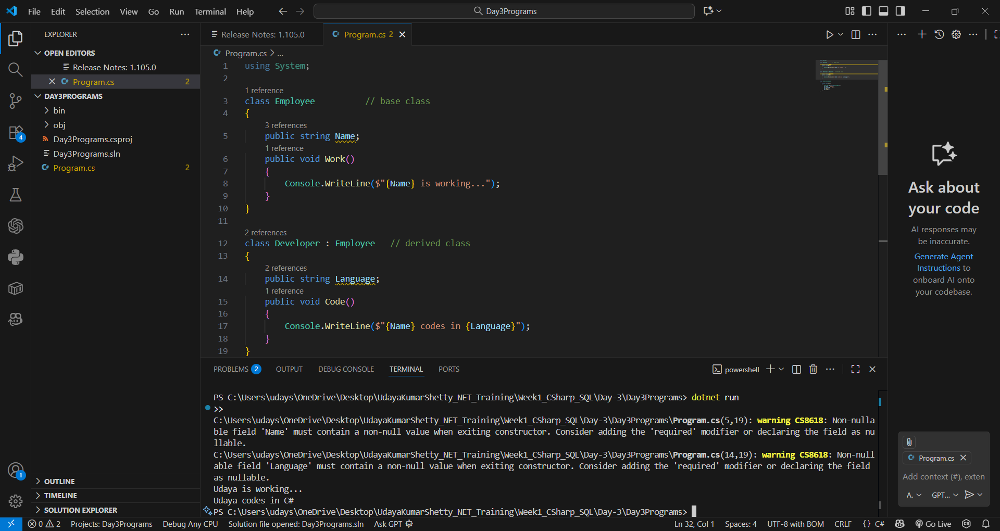 File Edit Selection View Go Run Terminal Help
Day3Programs
EXPLORER
OPEN EDITORS
Release Notes: 1.105.0
Program.cs 2
DAY3PROGRAMS
bin
obj
Day3Programs.csproj
Day3Programs.sln
Program.cs 2
4
1
OUTLINE
TIMELINE
SOLUTION EXPLORER
Release Notes: 1.105.0
Program.cs 2
Program.cs > ...
1 using System;
2
1 reference
3 class Employee // base class
4 {
3 references
5 public string Name;
1 reference
6 public void Work()
7 {
8 Console.WriteLine($"{Name} is working...");
9 }
10 }
11
2 references
12 class Developer : Employee // derived class
13 {
2 references
14 public string Language;
1 reference
15 public void Code()
16 {
17 Console.WriteLine($"{Name} codes in {Language}");
18 }
19 }
PROBLEMS 2 OUTPUT DEBUG CONSOLE TERMINAL PORTS
powershell
PS C:\Users\udays\OneDrive\Desktop\UdayaKumarShetty_NET_Training\Week1_CSharp_SQL\Day-3\Day3Programs> dotnet run
>>
C:\Users\udays\OneDrive\Desktop\UdayaKumarShetty_NET_Training\Week1_CSharp_SQL\Day-3\Day3Programs\Program.cs(5,19): warning CS8618: Non-nulla
ble field 'Name' must contain a non-null value when exiting constructor. Consider adding the 'required' modifier or declaring the field as nu
llable.
C:\Users\udays\OneDrive\Desktop\UdayaKumarShetty_NET_Training\Week1_CSharp_SQL\Day-3\Day3Programs\Program.cs(14,19): warning CS8618: Non-null
able field 'Language' must contain a non-null value when exiting constructor. Consider adding the 'required' modifier or declaring the field
as nullable.
Udaya is working...
Udaya codes in C#
PS C:\Users\udays\OneDrive\Desktop\UdayaKumarShetty_NET_Training\Week1_CSharp_SQL\Day-3\Day3Programs>
Ask about
your code
AI responses may
be inaccurate.
Generate Agent
Instructions to
onboard AI onto
your codebase.
Program.cs
Add context (#), exten
A. GPT...
0 2 Projects: Day3Programs Debug Any CPU Solution file opened: Day3Programs.sln Ask GPT Ln 32, Col 1 Spaces: 4 UTF-8 with BOM CRLF {} C# Go Live